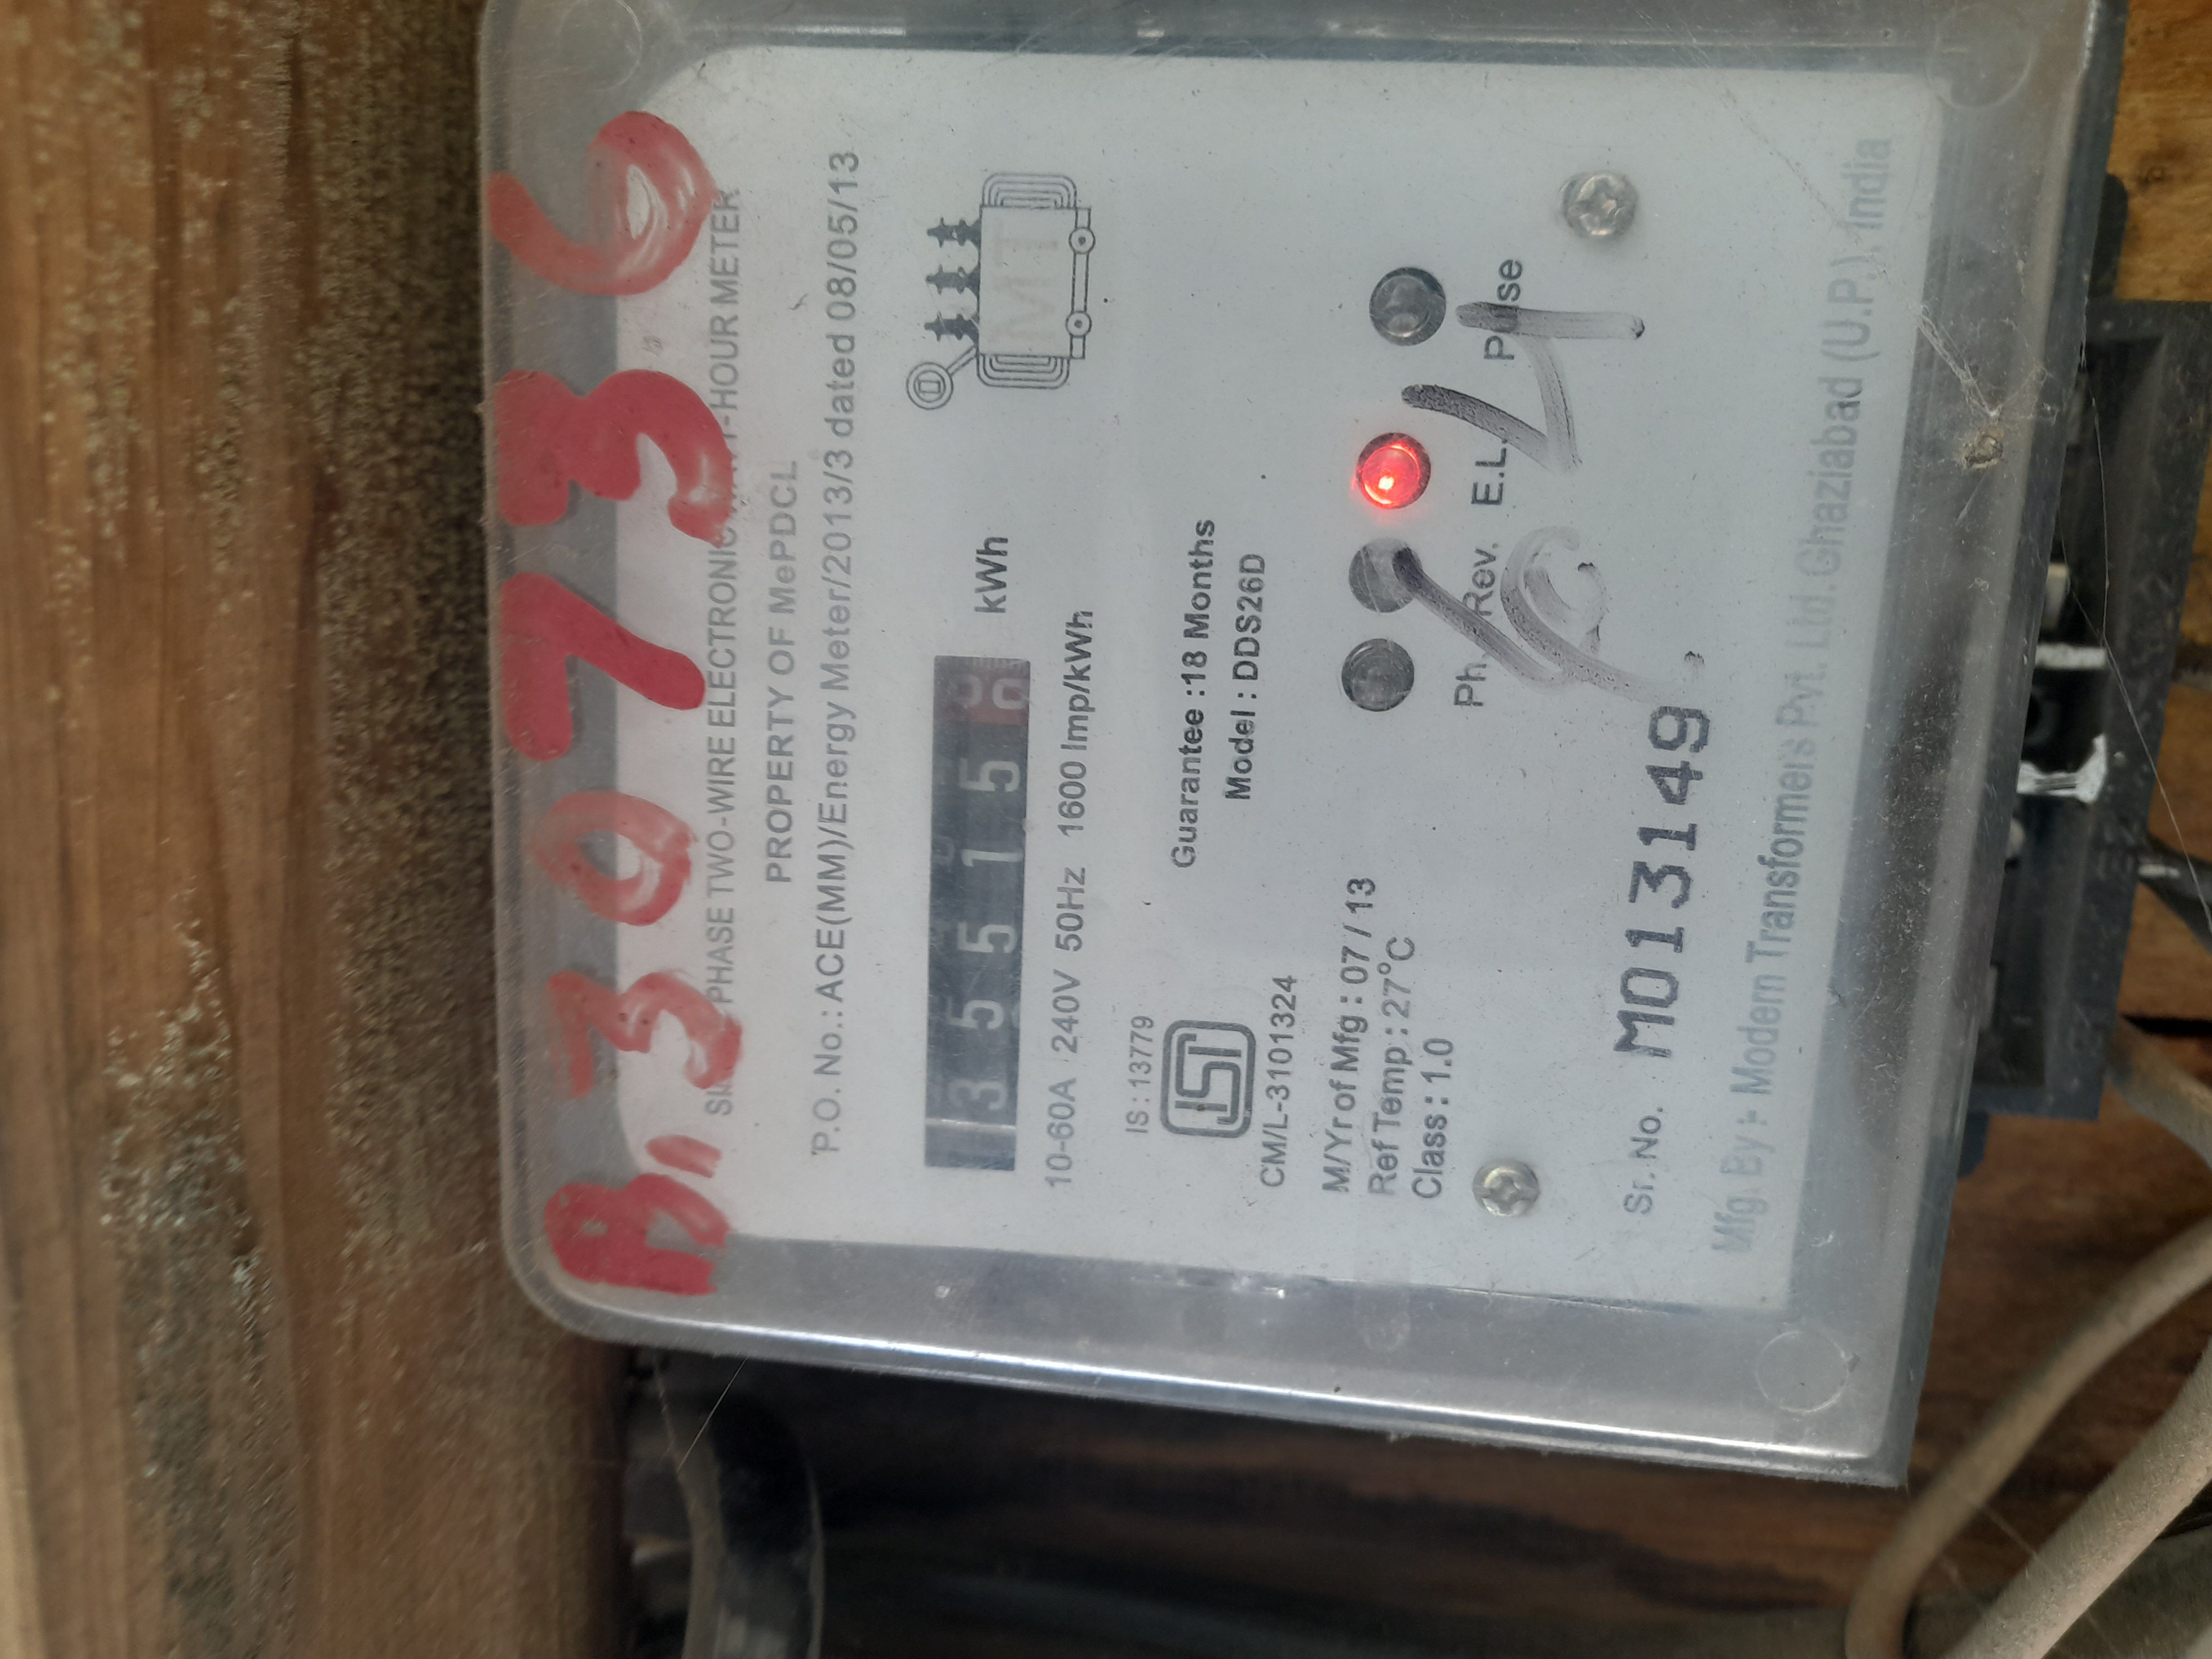 A, 30736
SINGLE PHASE TWO-WIRE ELECTRONIC WATT-HOUR METER
PROPERTY OF MePDCL
P.O. No.: ACE(MM)/Energy Meter/2013/3 dated 08/05/13
MT
35515
kWh
10-60A 240V 50Hz 1600 Imp/kWh
IS : 13779
ISI
CM/L-3101324
Guarantee :18 Months
Model : DDS26D
M/Yr of Mfg : 07 / 13
Ref Temp : 27°C
Class : 1.0
Ph. Rev. E.L. Pulse
Sr. No. M013149
Mfg. By :- Modern Transformers Pvt. Ltd. Ghaziabad (U.P.) India